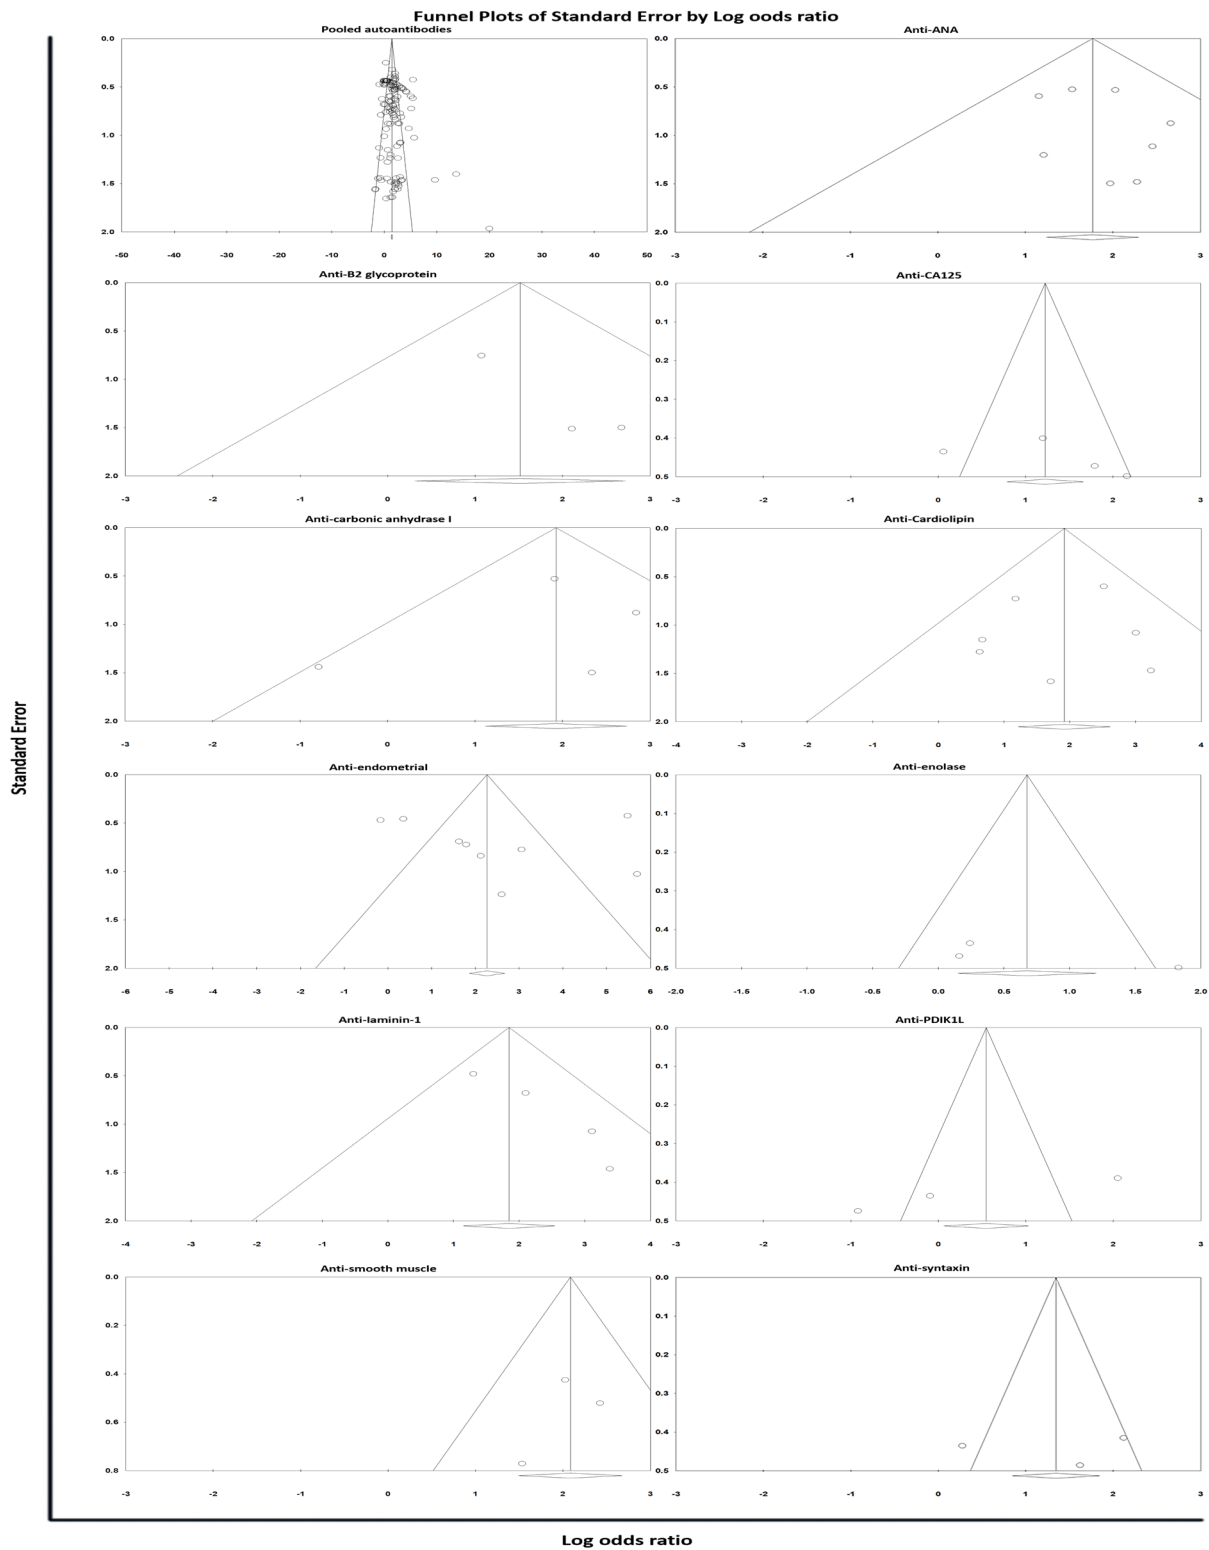 Funnel Plots of Standard Error by Log oods ratio
Standard Error
Pooled autoantibodies
0.0
0.5
1.0
1.5
2.0
-50 -40 -30 -20 -10 0 10 20 30 40 50
Anti-ANA
0.0
0.5
1.0
1.5
2.0
-3 -2 -1 0 1 2 3
Anti-B2 glycoprotein
0.0
0.5
1.0
1.5
2.0
-3 -2 -1 0 1 2 3
Anti-CA125
0.0
0.1
0.2
0.3
0.4
0.5
-3 -2 -1 0 1 2 3
Anti-carbonic anhydrase I
0.0
0.5
1.0
1.5
2.0
-3 -2 -1 0 1 2 3
Anti-Cardiolipin
0.0
0.5
1.0
1.5
2.0
-4 -3 -2 -1 0 1 2 3 4
Anti-endometrial
0.0
0.5
1.0
1.5
2.0
-6 -5 -4 -3 -2 -1 0 1 2 3 4 5 6
Anti-enolase
0.0
0.1
0.2
0.3
0.4
0.5
-2.0 -1.5 -1.0 -0.5 0.0 0.5 1.0 1.5 2.0
Anti-laminin-1
0.0
0.5
1.0
1.5
2.0
-4 -3 -2 -1 0 1 2 3 4
Anti-PDIK1L
0.0
0.1
0.2
0.3
0.4
0.5
-3 -2 -1 0 1 2 3
Anti-smooth muscle
0.0
0.4
0.6
0.8
-3 -2 -1 0 1 2 3
Anti-syntaxin
0.0
0.1
0.2
0.3
0.4
0.5
-3 -2 -1 0 1 2 3
Log odds ratio